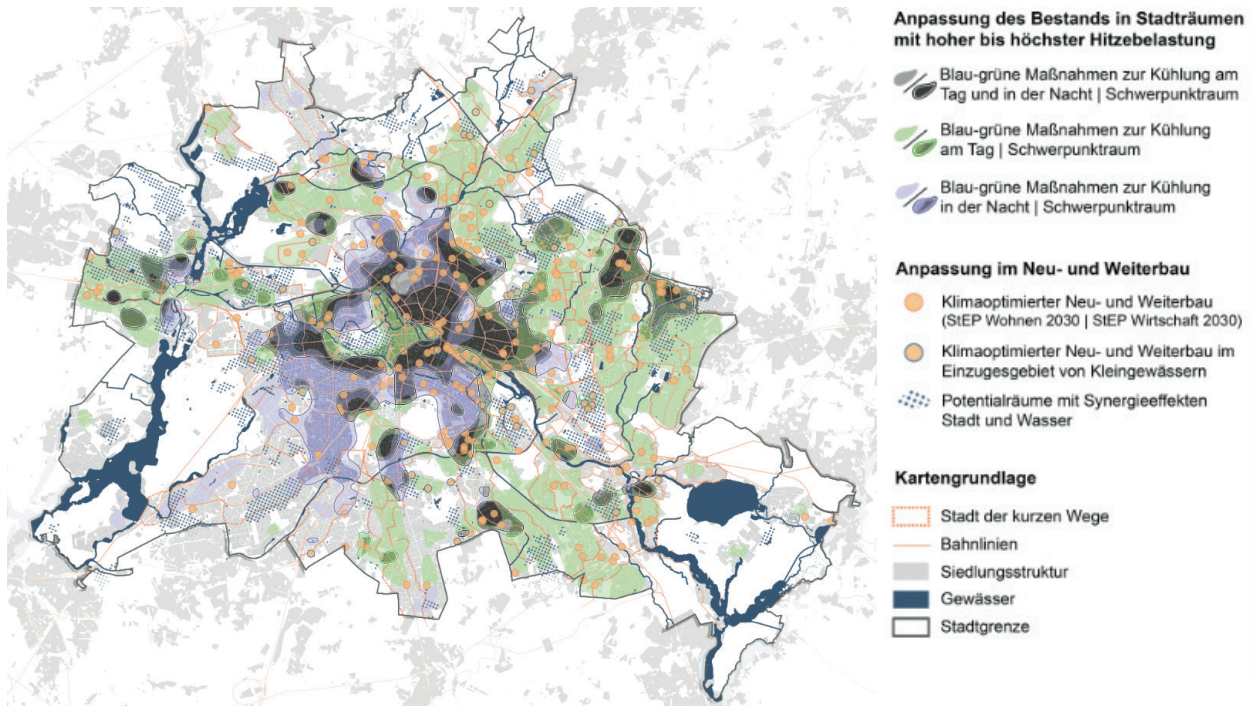 Anpassung des Bestands in Stadträumen
mit hoher bis höchster Hitzebelastung
Blau-grüne Maßnahmen zur Kühlung am
Tag und in der Nacht | Schwerpunktraum
Blau-grüne Maßnahmen zur Kühlung
am Tag | Schwerpunktraum
Blau-grüne Maßnahmen zur Kühlung
in der Nacht | Schwerpunktraum
Anpassung im Neu- und Weiterbau
Klimaoptimierter Neu- und Weiterbau
(StEP Wohnen 2030 | StEP Wirtschaft 2030)
Klimaoptimierter Neu- und Weiterbau im
Einzugesgebiet von Kleingewässern
Potentialräume mit Synergieeffekten
Stadt und Wasser
Kartengrundlage
Stadt der kurzen Wege
Bahnlinien
Siedlungsstruktur
Gewässer
Stadtgrenze